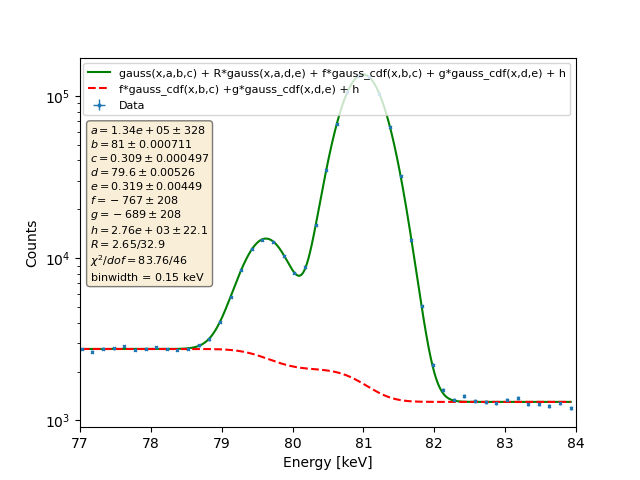 gauss(x,a,b,c) + R*gauss(x,a,d,e) + f*gauss_cdf(x,b,c) + g*gauss_cdf(x,d,e) + h
f*gauss_cdf(x,b,c) +g*gauss_cdf(x,d,e) + h
Data
a = 1.34e + 05 ± 328
b = 81 ± 0.000711
c = 0.309 ± 0.000497
d = 79.6 ± 0.00526
e = 0.319 ± 0.00449
f = − 767 ± 208
g = − 689 ± 208
h = 2.76e + 03 ± 22.1
R = 2.65/32.9
χ²/dof = 83.76/46
binwidth = 0.15 keV
Counts
10⁵
10⁴
10³
77 78 79 80 81 82 83 84
Energy [keV]